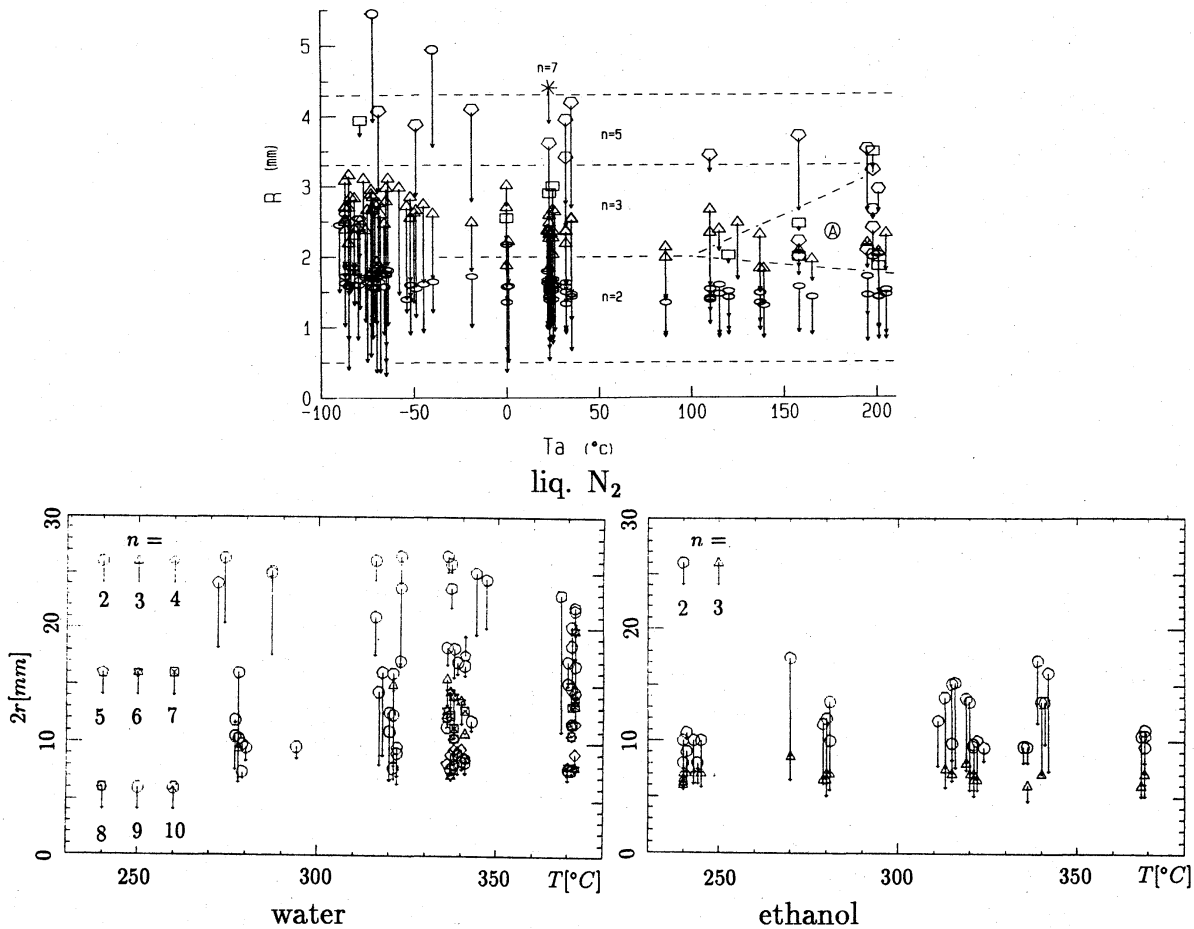 5
4
3
2
1
0
R (mm)
n=7
n=5
n=3
n=2
A
-100 -50 0 50 100 150 200
Ta (°C)
liq. N₂
30
20
10
0
2r[mm]
n =
2 3 4
5 6 7
8 9 10
250 300 350 T[°C]
water
30
20
10
0
n =
2 3
250 300 350 T[°C]
ethanol